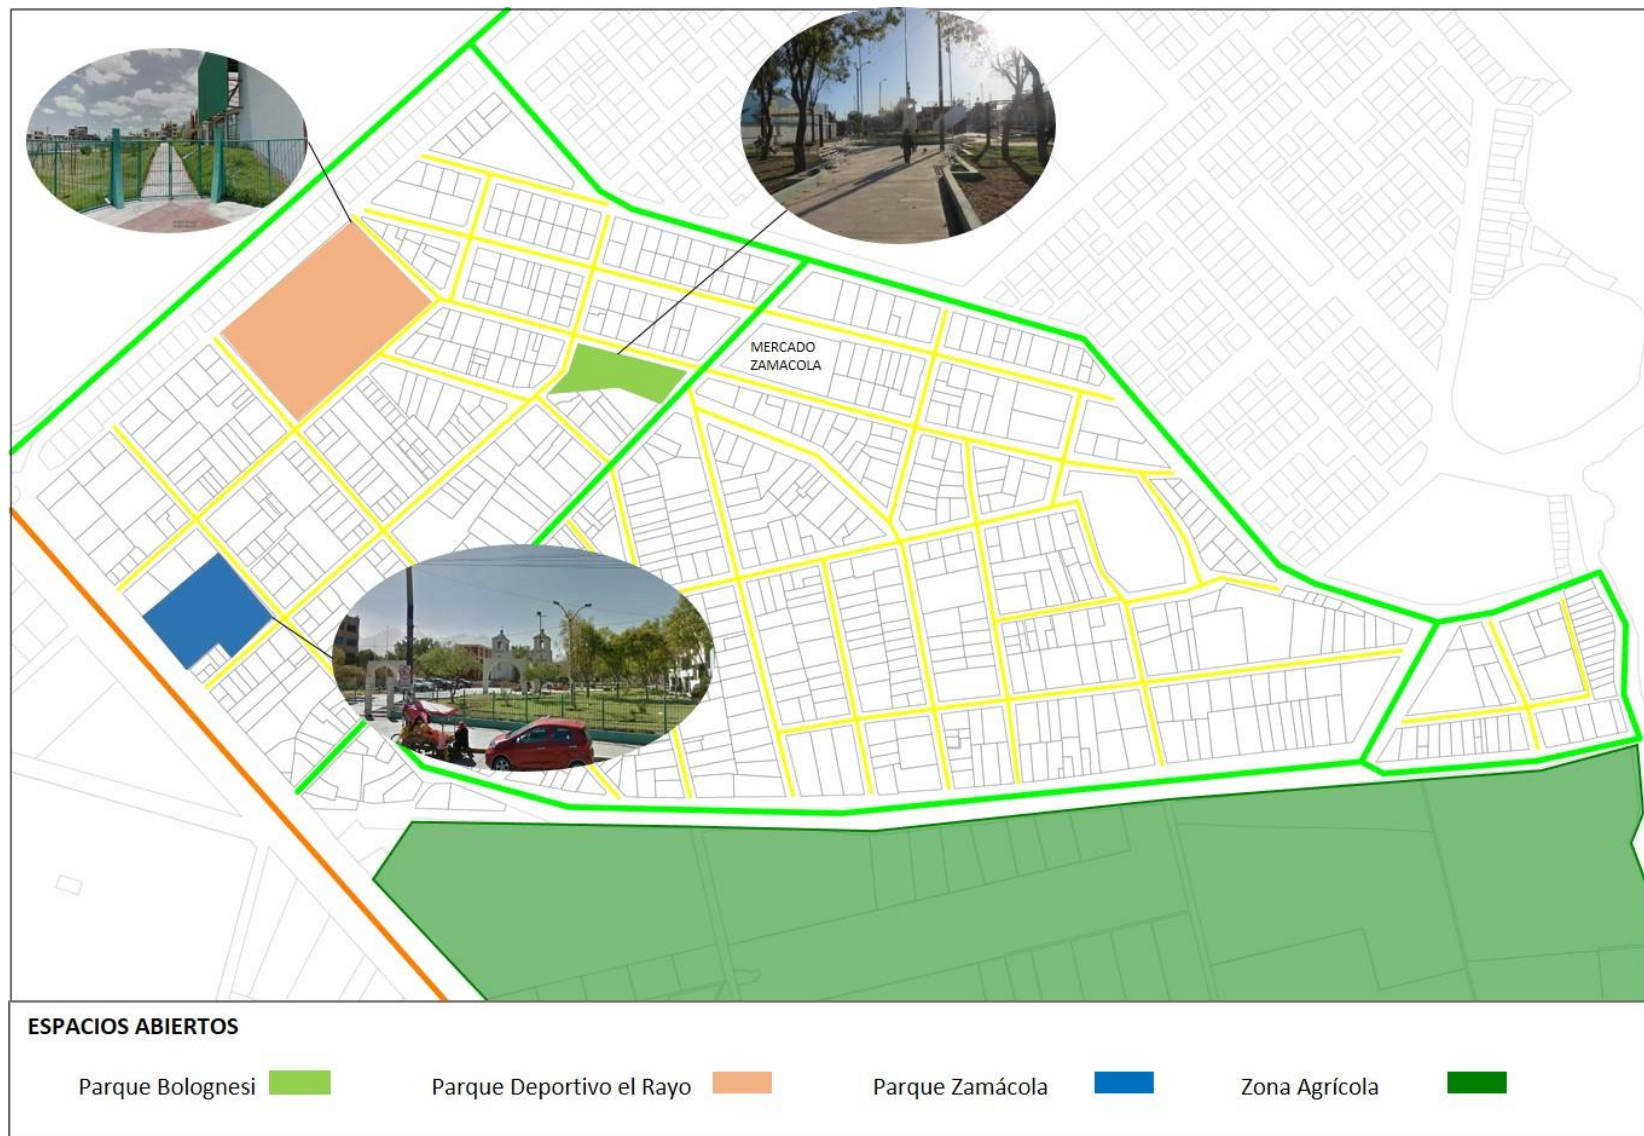 MERCADO
ZAMACOLA
ESPACIOS ABIERTOS
Parque Bolognesi
Parque Deportivo el Rayo
Parque Zamácola
Zona Agrícola